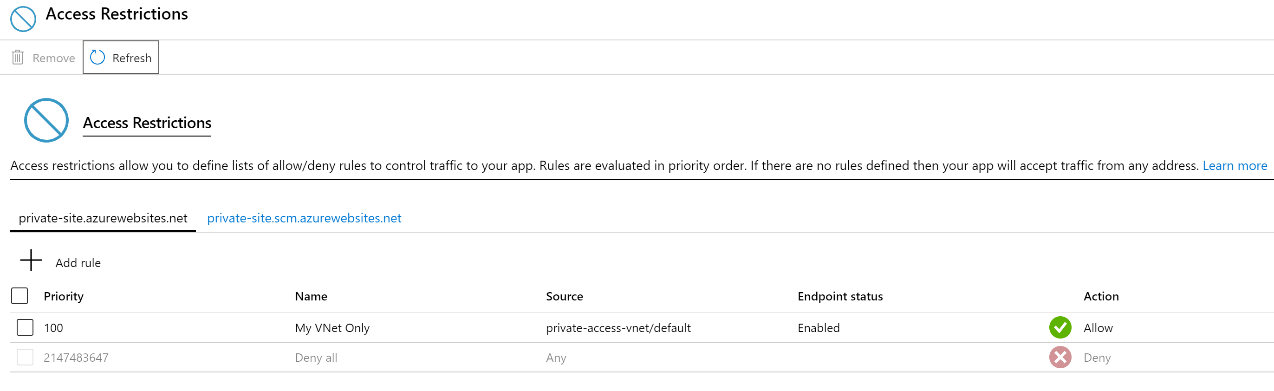 Access Restrictions
Remove Refresh
Access Restrictions
Access restrictions allow you to define lists of allow/deny rules to control traffic to your app. Rules are evaluated in priority order. If there are no rules defined then your app will accept traffic from any address. Learn more
private-site.azurewebsites.net private-site.scm.azurewebsites.net
Add rule
Priority Name Source Endpoint status Action
100 My VNet Only private-access-vnet/default Enabled Allow
2147483647 Deny all Any Deny